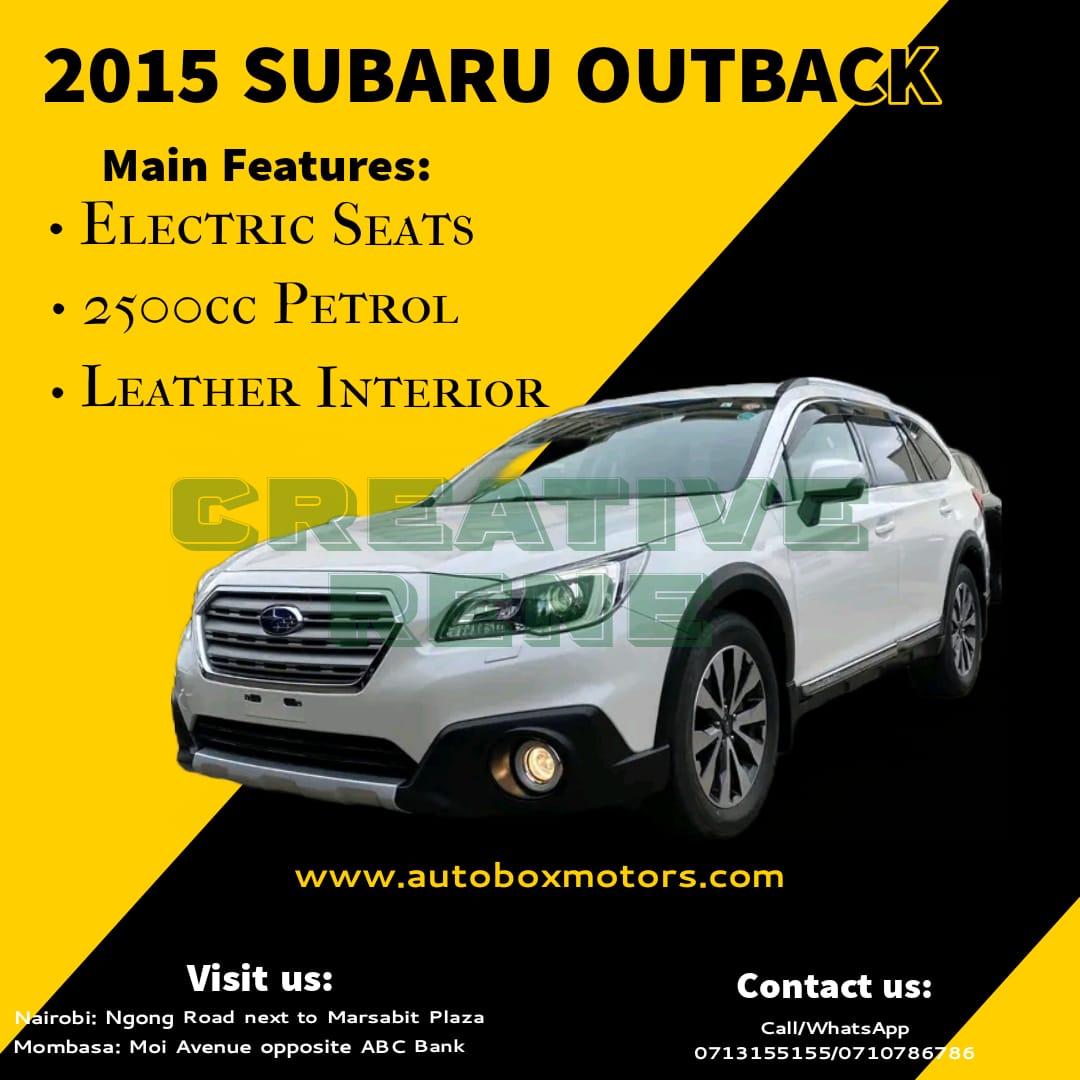 2015 SUBARU OUTBACK
Main Features:
• Electric Seats
• 2500cc Petrol
• Leather Interior
CREATIVE
RENE
www.autoboxmotors.com
Visit us:
Nairobi: Ngong Road next to Marsabit Plaza
Mombasa: Moi Avenue opposite ABC Bank
Contact us:
Call/WhatsApp
0713155155/0710786786